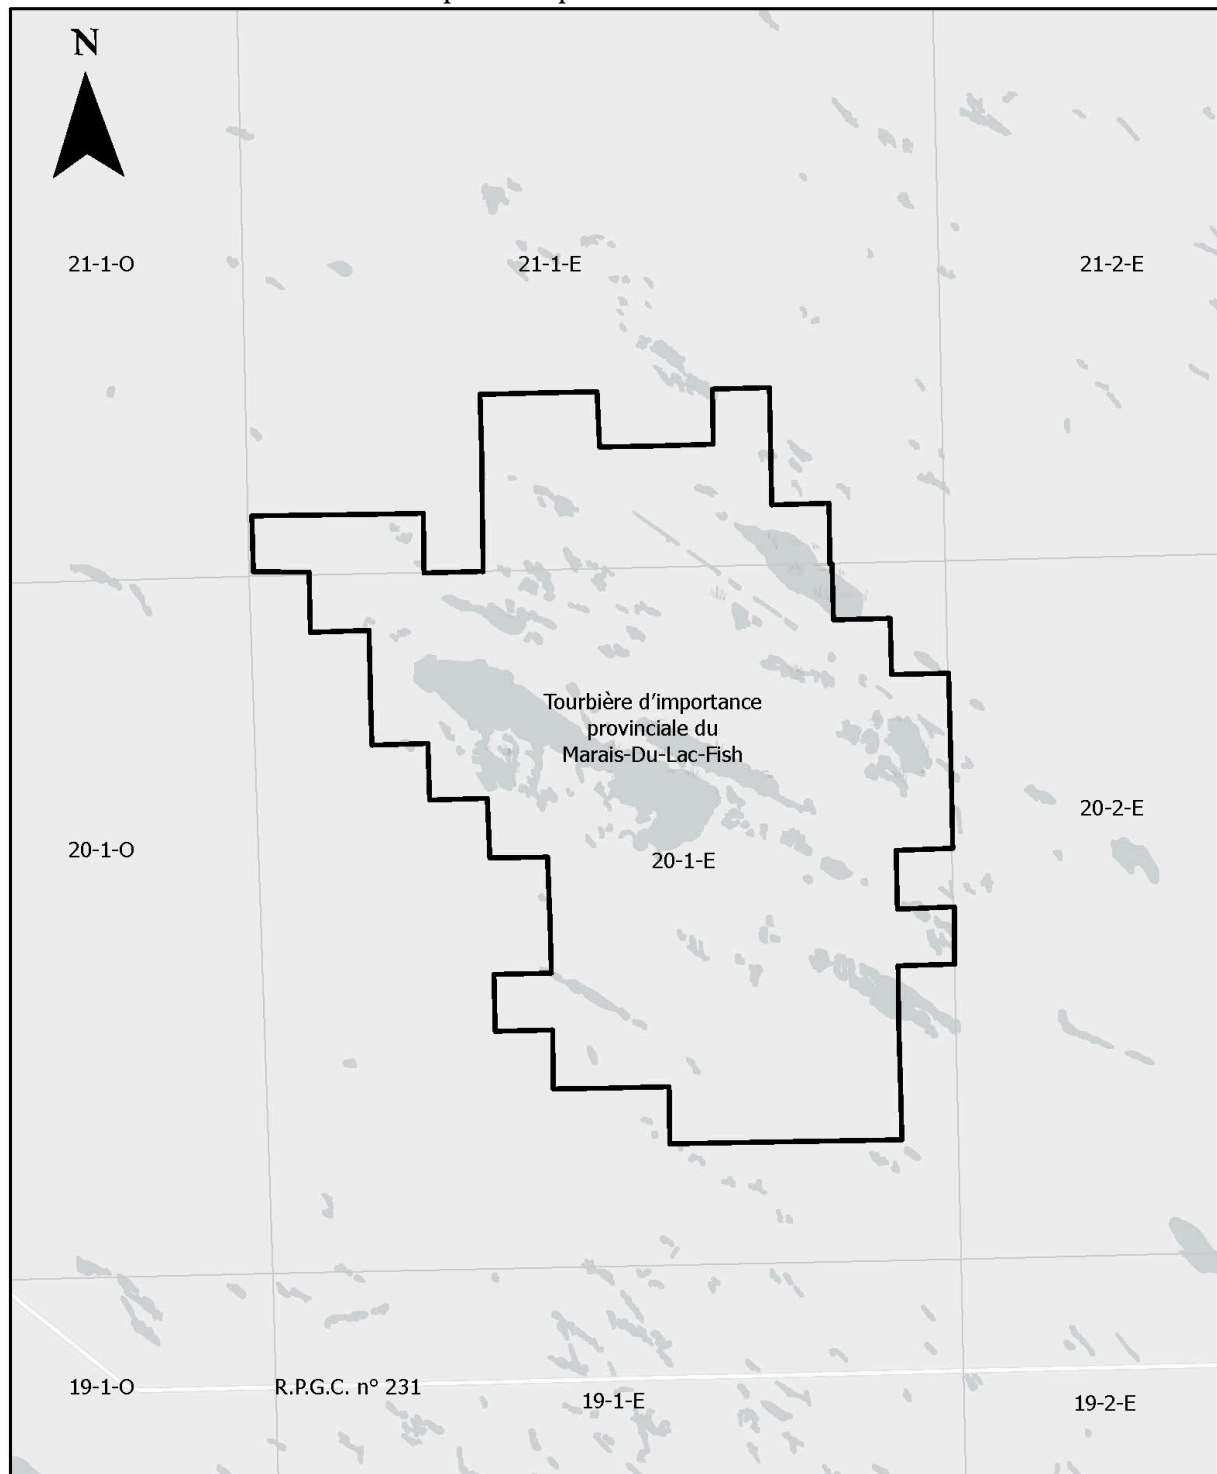 N
21-1-O
21-1-E
21-2-E
Tourbière d’importance
provinciale du
Marais-Du-Lac-Fish
20-2-E
20-1-O
20-1-E
19-1-O
R.P.G.C. n° 231
19-1-E
19-2-E